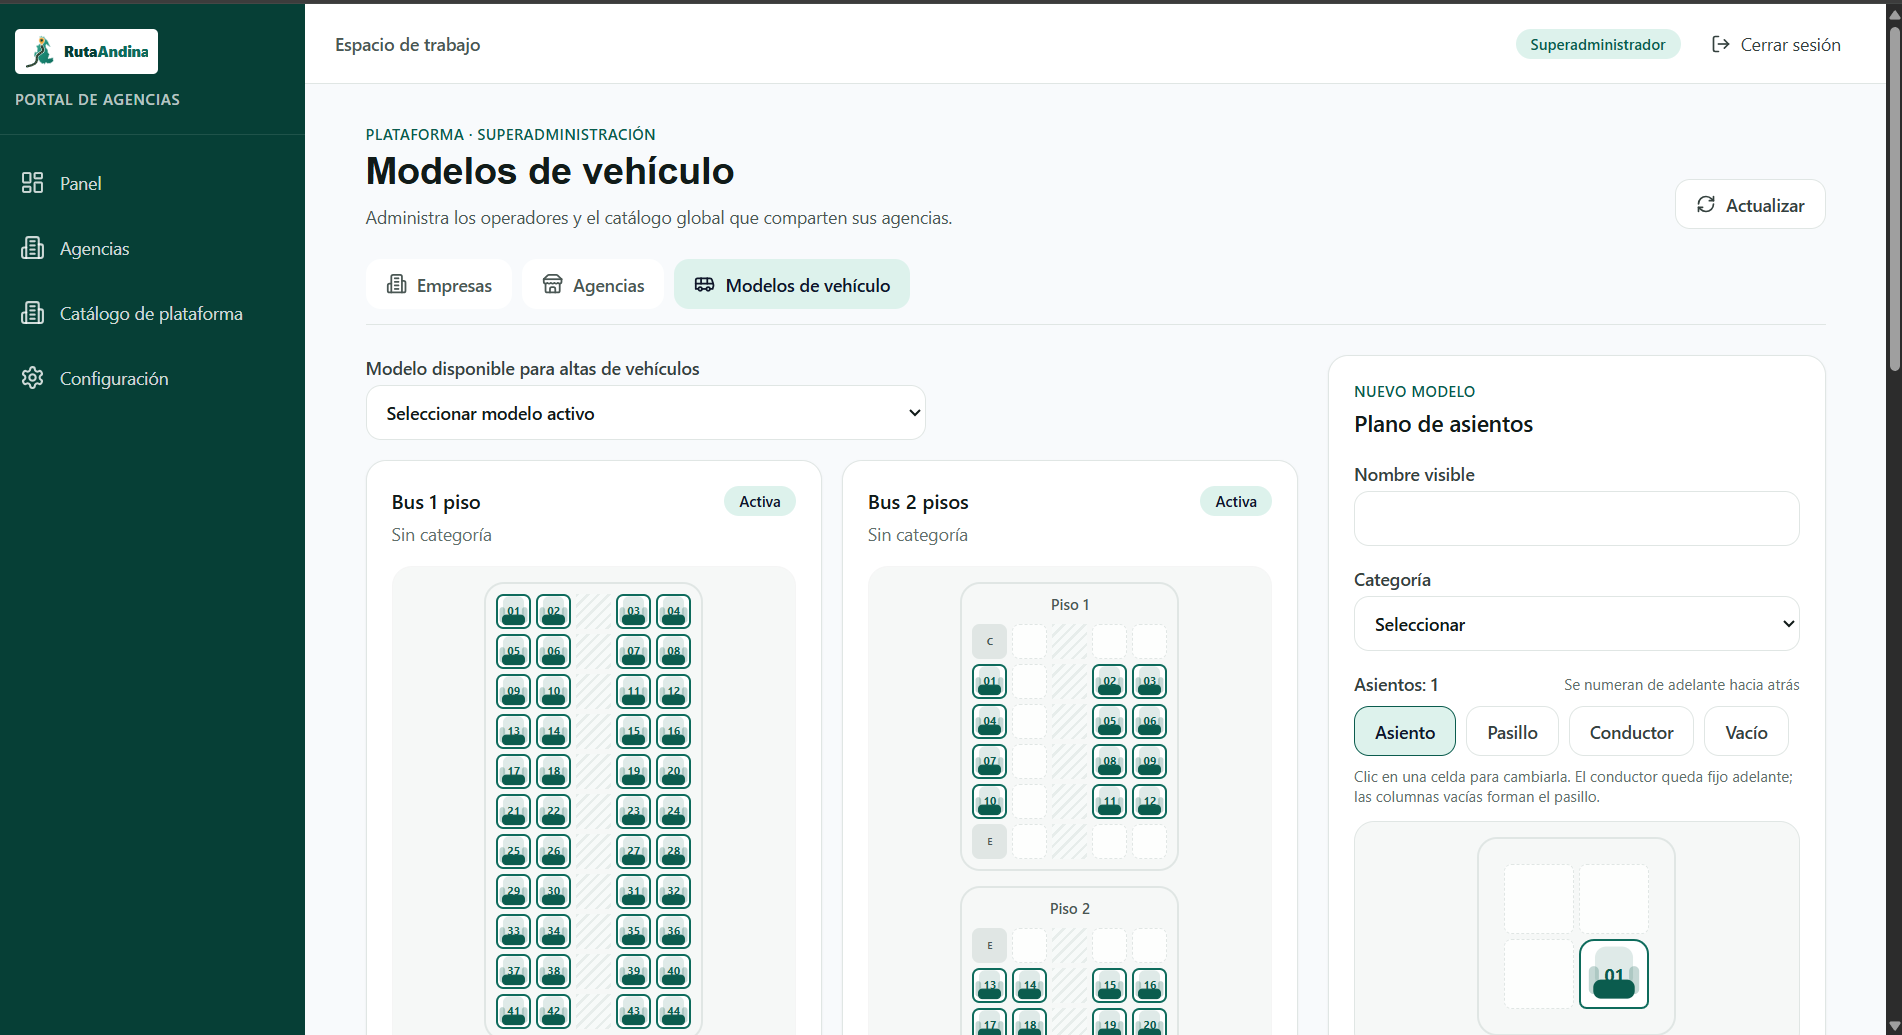 RutaAndina
PORTAL DE AGENCIAS
Panel
Agencias
Catálogo de plataforma
Configuración
Espacio de trabajo
Superadministrador
Cerrar sesión
PLATAFORMA · SUPERADMINISTRACIÓN
Modelos de vehículo
Administra los operadores y el catálogo global que comparten sus agencias.
Actualizar
Empresas
Agencias
Modelos de vehículo
Modelo disponible para altas de vehículos
Seleccionar modelo activo
Bus 1 piso
Activa
Sin categoría
01 02 03 04
05 06 07 08
09 10 11 12
13 14 15 16
17 18 19 20
21 22 23 24
25 26 27 28
29 30 31 32
33 34 35 36
37 38 39 40
41 42 43 44
Bus 2 pisos
Activa
Sin categoría
Piso 1
C
01 02 03
04 05 06
07 08 09
10 11 12
E
Piso 2
E
13 14 15 16
17 18 19 20
NUEVO MODELO
Plano de asientos
Nombre visible
Categoría
Seleccionar
Asientos: 1
Se numeran de adelante hacia atrás
Asiento
Pasillo
Conductor
Vacío
Clic en una celda para cambiarla. El conductor queda fijo adelante;
las columnas vacías forman el pasillo.
01